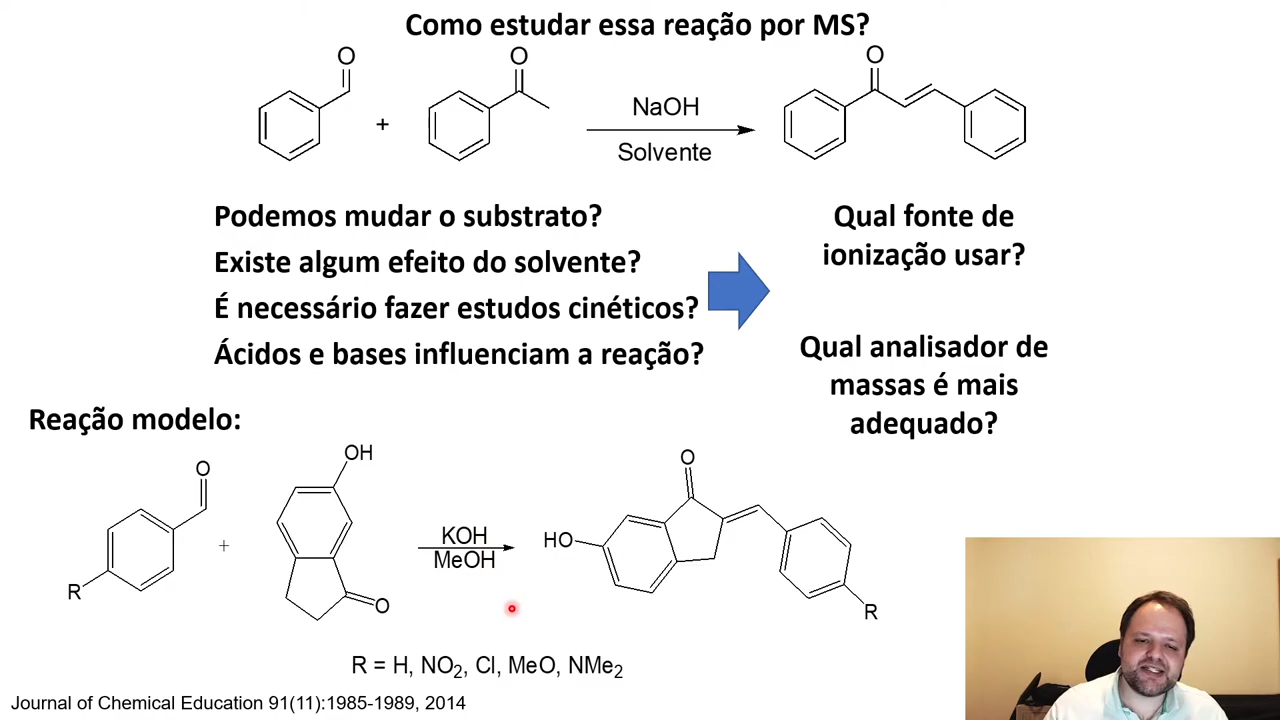 Como estudar essa reação por MS?
O
O
O
+
NaOH
Solvente
Podemos mudar o substrato?
Existe algum efeito do solvente?
É necessário fazer estudos cinéticos?
Ácidos e bases influenciam a reação?
Qual fonte de
ionização usar?
Qual analisador de
massas é mais
adequado?
Reação modelo:
O
R
+
OH
O
KOH
MeOH
O
HO
R
R = H, NO₂, Cl, MeO, NMe₂
Journal of Chemical Education 91(11):1985-1989, 2014